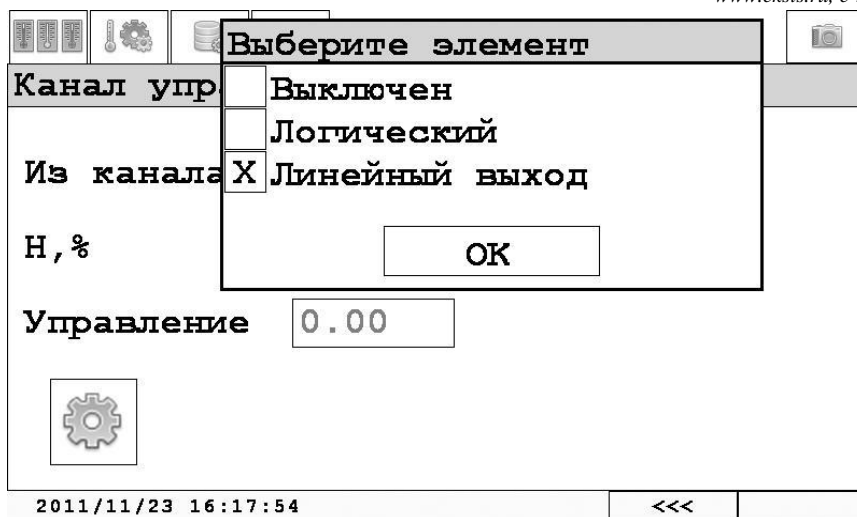 Выберите элемент
Канал
Выключен
Логический
Из канала
X Линейный выход
H,%
OK
Управление 0.00
2011/11/23 16:17:54 <<<